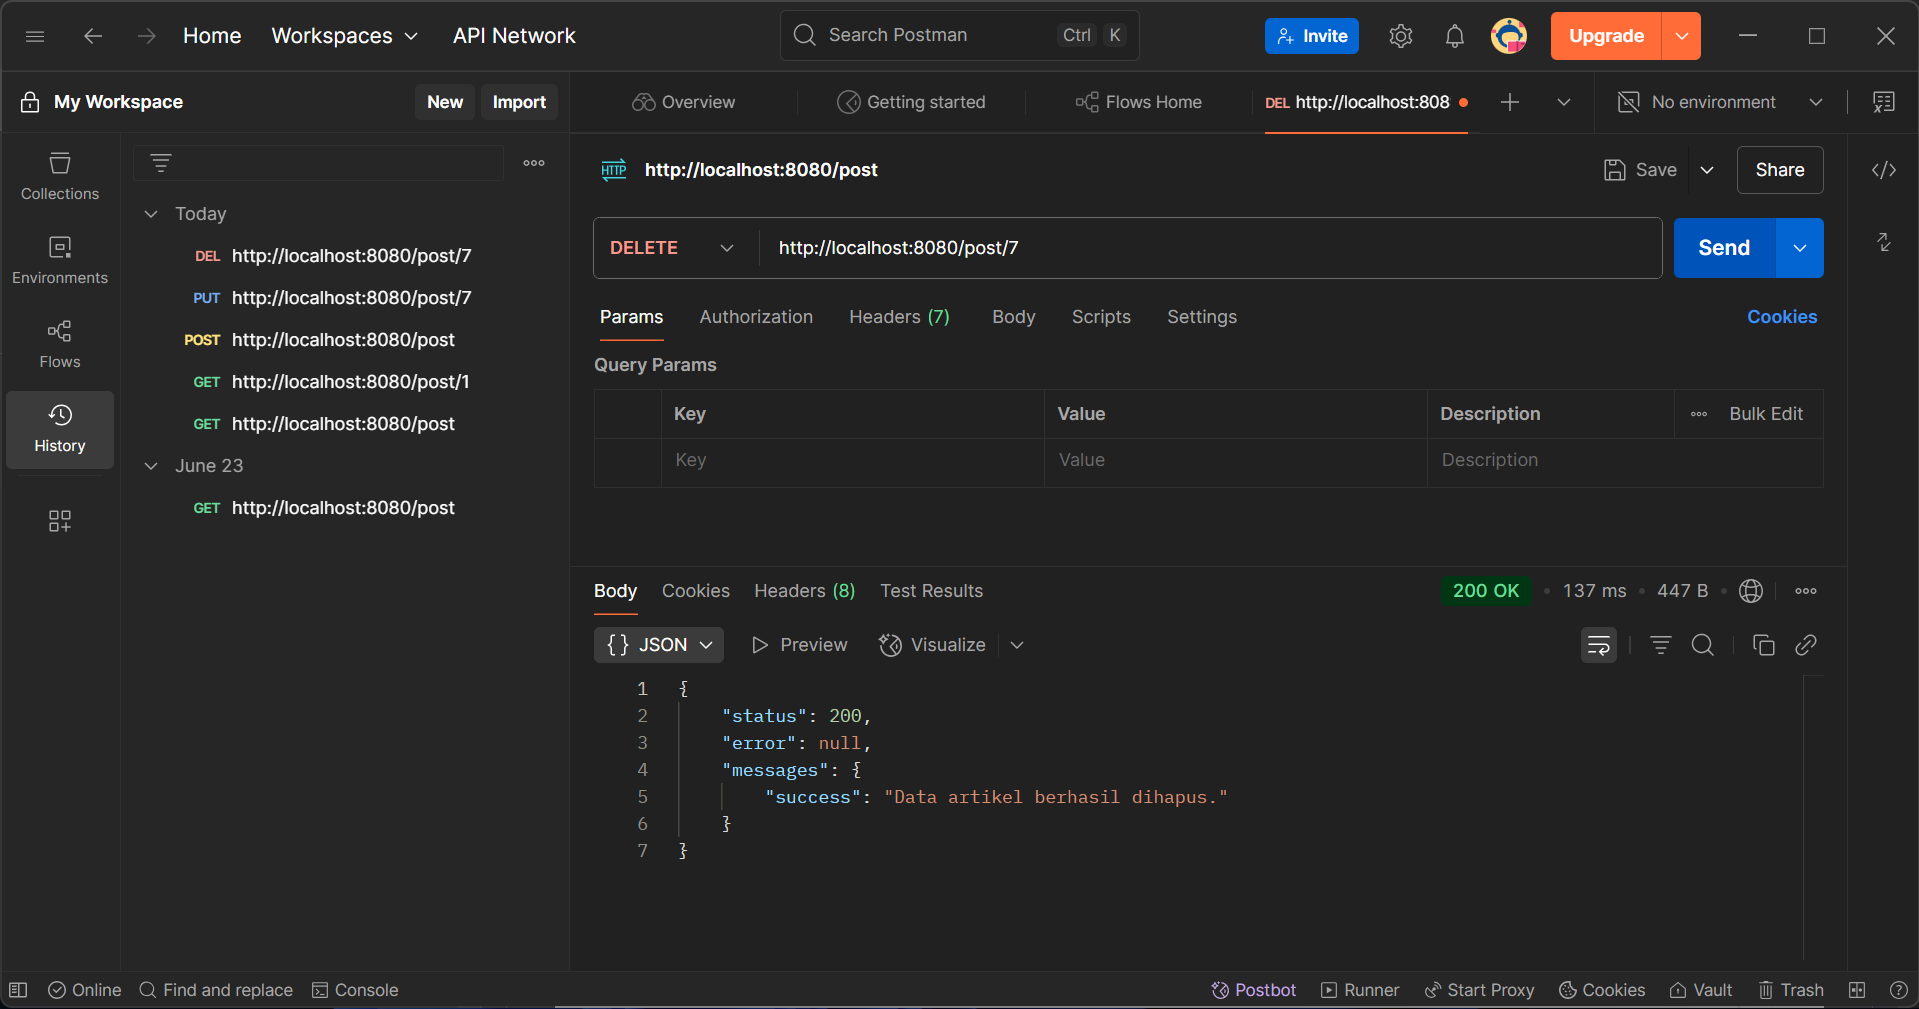 Home Workspaces API Network Search Postman Ctrl K Invite Upgrade
My Workspace New Import Overview Getting started Flows Home DEL http://localhost:808 No environment
Collections
Environments
Flows
History
Today
DEL http://localhost:8080/post/7
PUT http://localhost:8080/post/7
POST http://localhost:8080/post
GET http://localhost:8080/post/1
GET http://localhost:8080/post
June 23
GET http://localhost:8080/post
HTTP http://localhost:8080/post Save Share
DELETE http://localhost:8080/post/7 Send
Params Authorization Headers (7) Body Scripts Settings Cookies
Query Params
Key Value Description Bulk Edit
Key Value Description
Body Cookies Headers (8) Test Results 200 OK • 137 ms • 447 B •
{} JSON Preview Visualize
1 {
2 "status": 200,
3 "error": null,
4 "messages": {
5 "success": "Data artikel berhasil dihapus."
6 }
7 }
Online Find and replace Console Postbot Runner Start Proxy Cookies Vault Trash